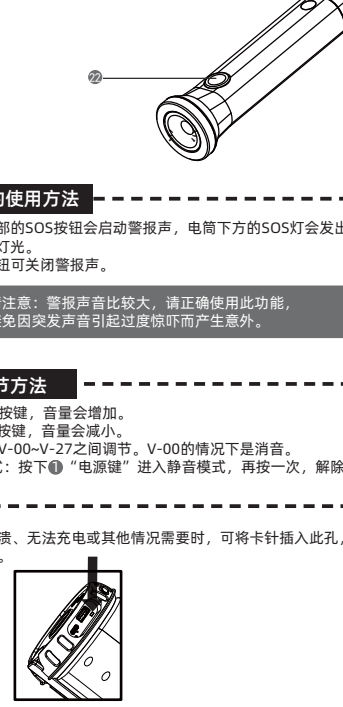 22
的使用方法
部的SOS按钮会启动警报声，电筒下方的SOS灯会发出
灯光。
钮可关闭警报声。
注意：警报声音比较大，请正确使用此功能，
免因突发声音引起过度惊吓而产生意外。
节方法
按键，音量会增加。
按键，音量会减小。
V-00~V-27之间调节。V-00的情况下是消音。
式：按下❶“电源键”进入静音模式，再按一次，解除
溃、无法充电或其他情况需要时，可将卡针插入此孔，
。